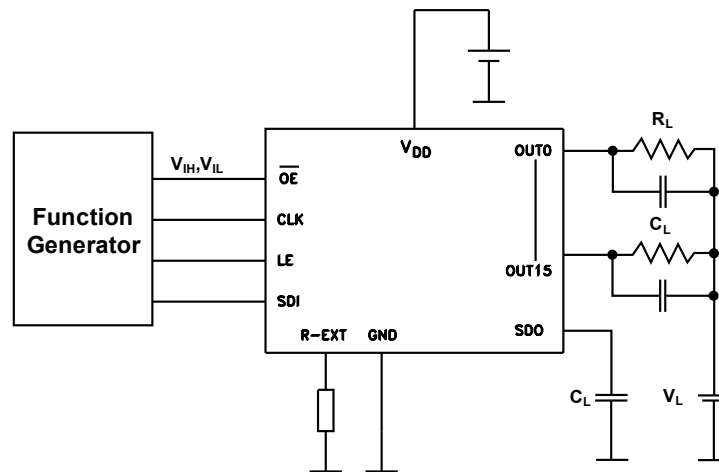 V_DD
R_L
Function
Generator
V_IH,V_IL
OE
CLK
LE
SDI
OUT0
C_L
OUT15
R-EXT
GND
SDO
C_L
V_L